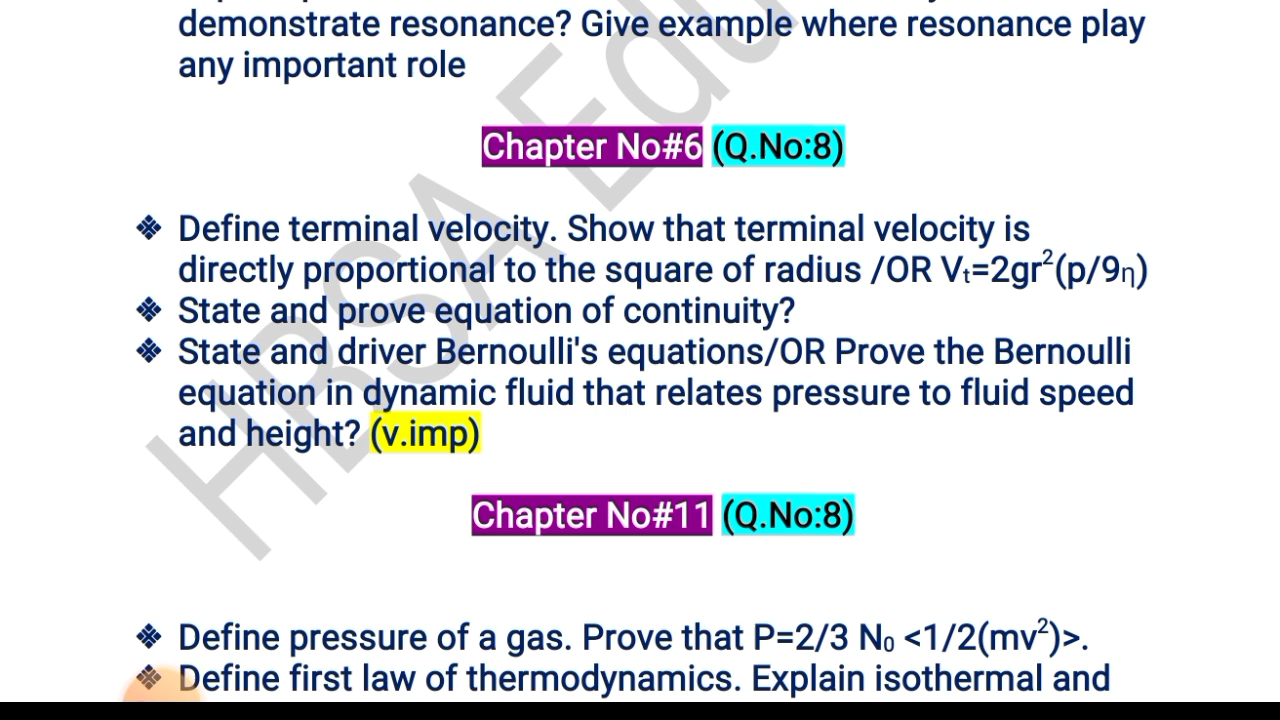 demonstrate resonance? Give example where resonance play
any important role
Chapter No#6 (Q.No:8)
❖ Define terminal velocity. Show that terminal velocity is
directly proportional to the square of radius /OR Vₜ=2gr²(p/9η)
❖ State and prove equation of continuity?
❖ State and driver Bernoulli's equations/OR Prove the Bernoulli
equation in dynamic fluid that relates pressure to fluid speed
and height? (v.imp)
Chapter No#11 (Q.No:8)
❖ Define pressure of a gas. Prove that P=2/3 N₀ <1/2(mv²)>.
❖ Define first law of thermodynamics. Explain isothermal and
HBSA Edu